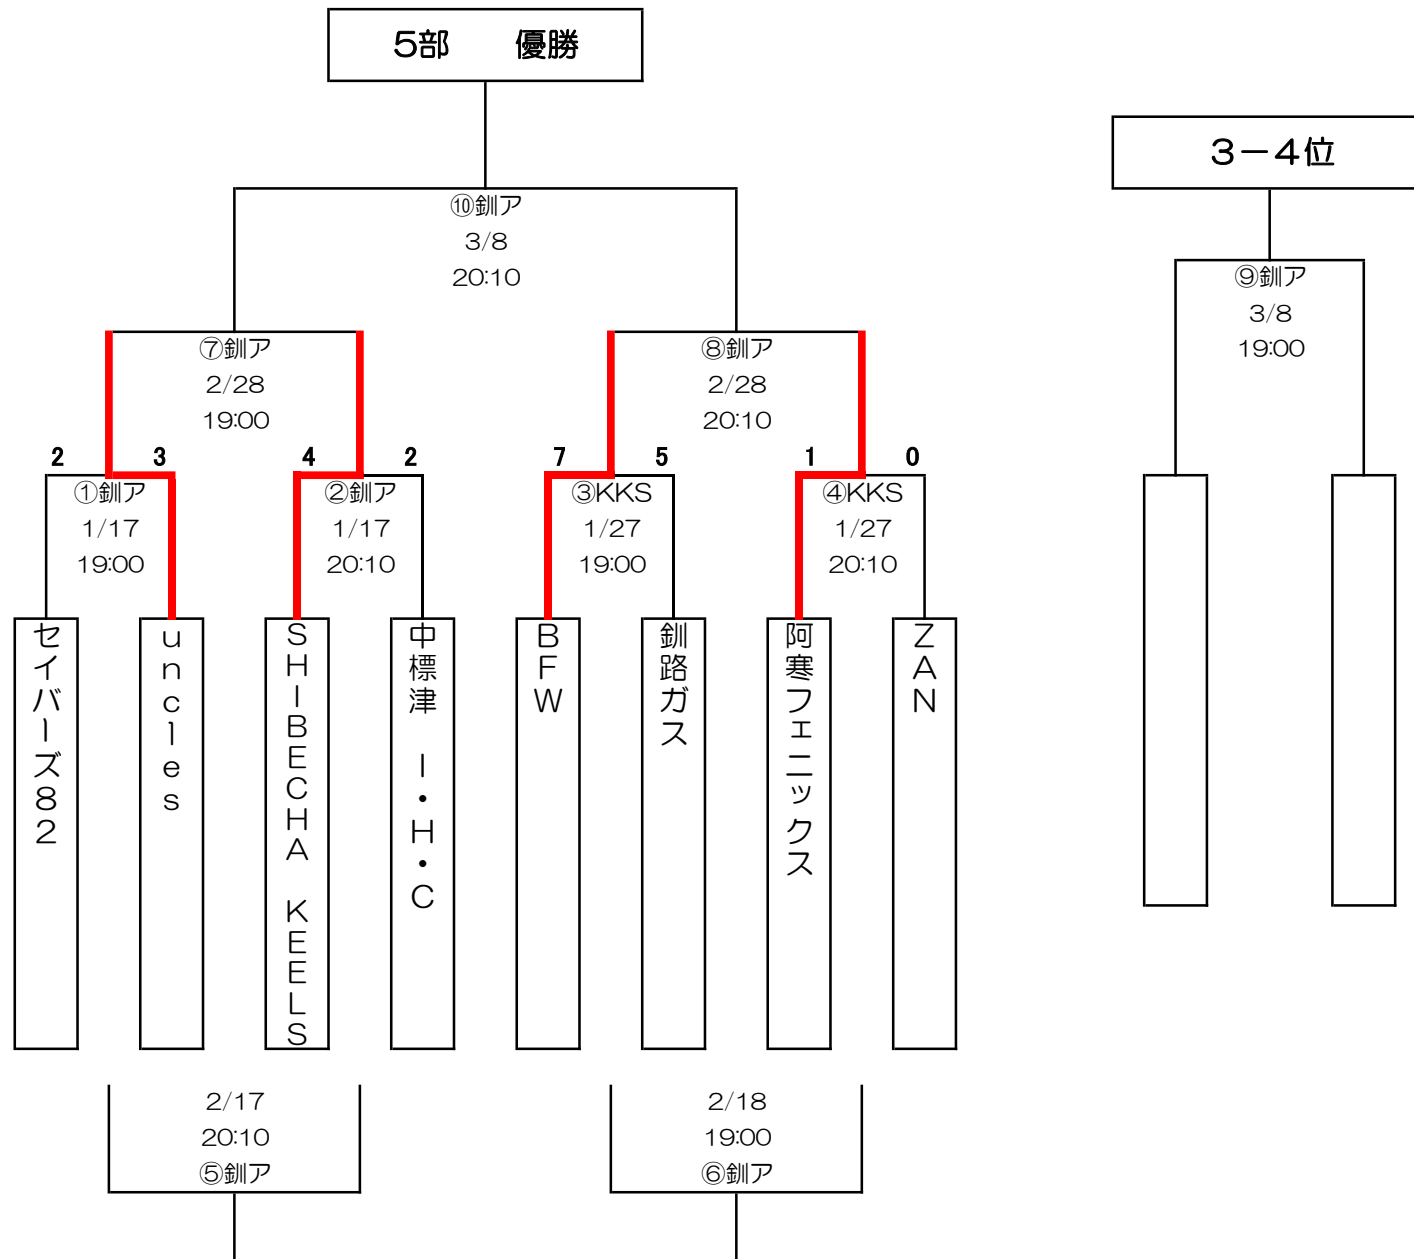 5部　優勝
3－4位
⑩釧ア
3/8
20:10
⑨釧ア
3/8
19:00
⑦釧ア
2/28
19:00
⑧釧ア
2/28
20:10
2 3 4 2 7 5 1 0
①釧ア
1/17
19:00
②釧ア
1/17
20:10
③KKS
1/27
19:00
④KKS
1/27
20:10
セイバーズ82
uncles
SHIBECHA KEELS
中標津　I・H・C
BFW
釧路ガス
阿寒フェニックス
ZAN
2/17
20:10
⑤釧ア
2/18
19:00
⑥釧ア